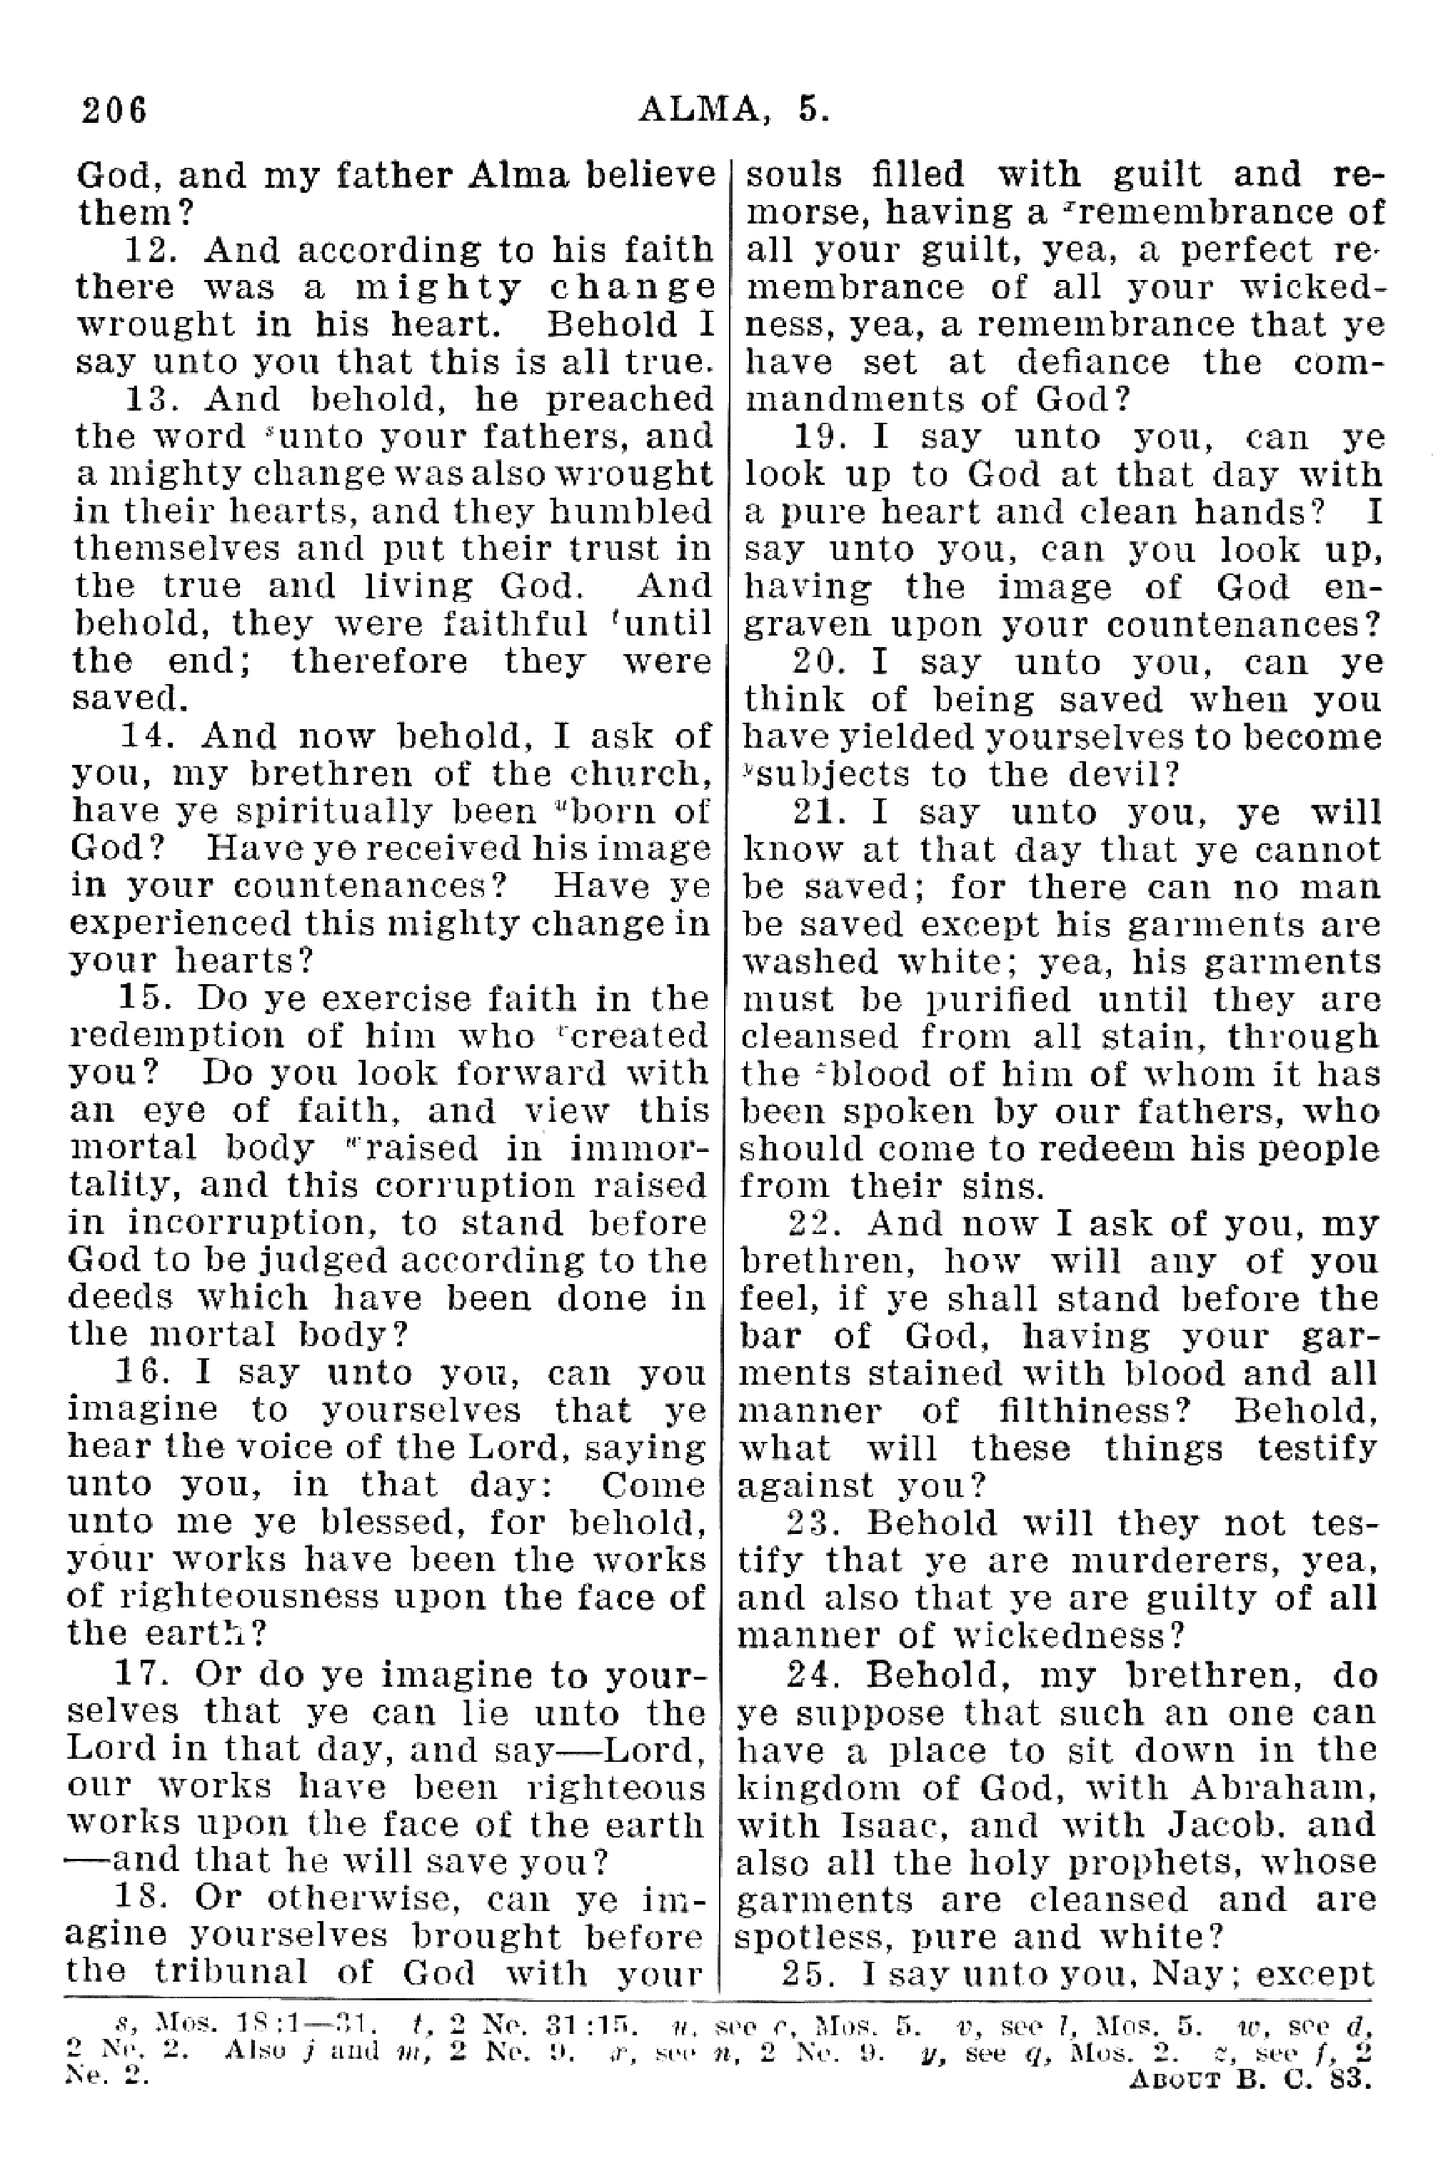 206
ALMA, 5.
God, and my father Alma believe
them?
12. And according to his faith
there was a mighty change
wrought in his heart. Behold I
say unto you that this is all true.
13. And behold, he preached
the word ˢunto your fathers, and
a mighty change was also wrought
in their hearts, and they humbled
themselves and put their trust in
the true and living God. And
behold, they were faithful ᵗuntil
the end; therefore they were
saved.
14. And now behold, I ask of
you, my brethren of the church,
have ye spiritually been ᵘborn of
God? Have ye received his image
in your countenances? Have ye
experienced this mighty change in
your hearts?
15. Do ye exercise faith in the
redemption of him who ᵛcreated
you? Do you look forward with
an eye of faith, and view this
mortal body ʷraised in immor-
tality, and this corruption raised
in incorruption, to stand before
God to be judged according to the
deeds which have been done in
the mortal body?
16. I say unto you, can you
imagine to yourselves that ye
hear the voice of the Lord, saying
unto you, in that day: Come
unto me ye blessed, for behold,
your works have been the works
of righteousness upon the face of
the earth?
17. Or do ye imagine to your-
selves that ye can lie unto the
Lord in that day, and say—Lord,
our works have been righteous
works upon the face of the earth
—and that he will save you?
18. Or otherwise, can ye im-
agine yourselves brought before
the tribunal of God with your
souls filled with guilt and re-
morse, having a ˣremembrance of
all your guilt, yea, a perfect re-
membrance of all your wicked-
ness, yea, a remembrance that ye
have set at defiance the com-
mandments of God?
19. I say unto you, can ye
look up to God at that day with
a pure heart and clean hands? I
say unto you, can you look up,
having the image of God en-
graven upon your countenances?
20. I say unto you, can ye
think of being saved when you
have yielded yourselves to become
ʸsubjects to the devil?
21. I say unto you, ye will
know at that day that ye cannot
be saved; for there can no man
be saved except his garments are
washed white; yea, his garments
must be purified until they are
cleansed from all stain, through
the ᶻblood of him of whom it has
been spoken by our fathers, who
should come to redeem his people
from their sins.
22. And now I ask of you, my
brethren, how will any of you
feel, if ye shall stand before the
bar of God, having your gar-
ments stained with blood and all
manner of filthiness? Behold,
what will these things testify
against you?
23. Behold will they not tes-
tify that ye are murderers, yea,
and also that ye are guilty of all
manner of wickedness?
24. Behold, my brethren, do
ye suppose that such an one can
have a place to sit down in the
kingdom of God, with Abraham,
with Isaac, and with Jacob, and
also all the holy prophets, whose
garments are cleansed and are
spotless, pure and white?
25. I say unto you, Nay; except
s, Mos. 18:1—31. t, 2 Ne. 31:15. u, see r, Mos. 5. v, see l, Mos. 5. w, see d,
2 Ne. 2. Also j and m, 2 Ne. 9. x, see n, 2 Ne. 9. y, see q, Mos. 2. z, see f, 2
Ne. 2.
ABOUT B. C. 83.